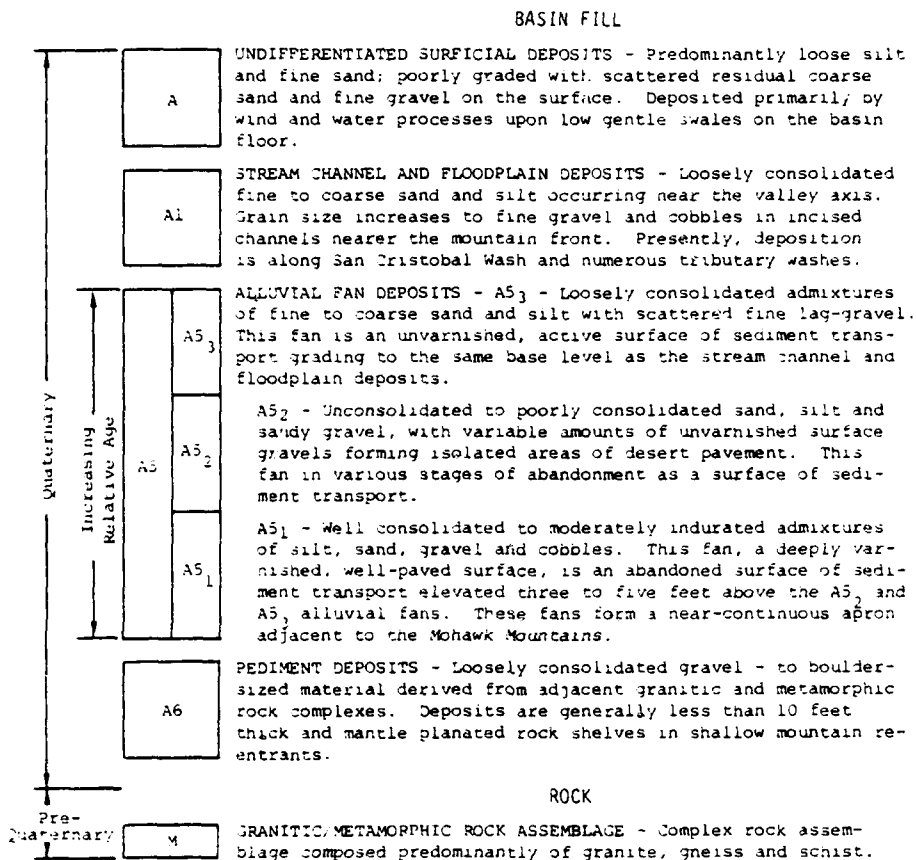 BASIN FILL
A
UNDIFFERENTIATED SURFICIAL DEPOSITS - Predominantly loose silt
and fine sand; poorly graded with scattered residual coarse
sand and fine gravel on the surface. Deposited primarily by
wind and water processes upon low gentle swales on the basin
floor.
A1
STREAM CHANNEL AND FLOODPLAIN DEPOSITS - Loosely consolidated
fine to coarse sand and silt occurring near the valley axis.
Grain size increases to fine gravel and cobbles in incised
channels nearer the mountain front. Presently, deposition
is along San Cristobal Wash and numerous tributary washes.
Quaternary
Increasing
Relative Age
A5
A5₃
ALLUVIAL FAN DEPOSITS - A5₃ - Loosely consolidated admixtures
of fine to coarse sand and silt with scattered fine lag-gravel.
This fan is an unvarnished, active surface of sediment trans-
port grading to the same base level as the stream channel and
floodplain deposits.
A5₂
A5₂ - Unconsolidated to poorly consolidated sand, silt and
sandy gravel, with variable amounts of unvarnished surface
gravels forming isolated areas of desert pavement. This
fan in various stages of abandonment as a surface of sedi-
ment transport.
A5₁
A5₁ - Well consolidated to moderately indurated admixtures
of silt, sand, gravel and cobbles. This fan, a deeply var-
nished, well-paved surface, is an abandoned surface of sedi-
ment transport elevated three to five feet above the A5₂ and
A5₃ alluvial fans. These fans form a near-continuous apron
adjacent to the Mohawk Mountains.
A6
PEDIMENT DEPOSITS - Loosely consolidated gravel - to boulder-
sized material derived from adjacent granitic and metamorphic
rock complexes. Deposits are generally less than 10 feet
thick and mantle planated rock shelves in shallow mountain re-
entrants.
ROCK
Pre-
Quaternary
M
GRANITIC/METAMORPHIC ROCK ASSEMBLAGE - Complex rock assem-
blage composed predominantly of granite, gneiss and schist.